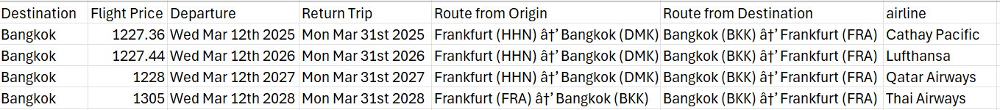 Destination Flight Price Departure Return Trip Route from Origin Route from Destination airline
Bangkok 1227.36 Wed Mar 12th 2025 Mon Mar 31st 2025 Frankfurt (HHN) â†’ Bangkok (DMK) Bangkok (BKK) â†’ Frankfurt (FRA) Cathay Pacific
Bangkok 1227.44 Wed Mar 12th 2026 Mon Mar 31st 2026 Frankfurt (HHN) â†’ Bangkok (DMK) Bangkok (BKK) â†’ Frankfurt (FRA) Lufthansa
Bangkok 1228 Wed Mar 12th 2027 Mon Mar 31st 2027 Frankfurt (HHN) â†’ Bangkok (DMK) Bangkok (BKK) â†’ Frankfurt (FRA) Qatar Airways
Bangkok 1305 Wed Mar 12th 2028 Mon Mar 31st 2028 Frankfurt (FRA) â†’ Bangkok (BKK) Bangkok (BKK) â†’ Frankfurt (FRA) Thai Airways